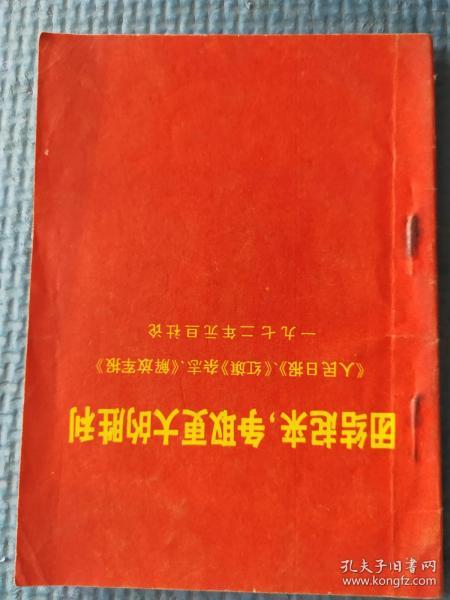 团结起来，争取更大的胜利
《人民日报》、《红旗》杂志、《解放军报》
一九七二年元旦社论
孔夫子旧书网
www.kongfz.com